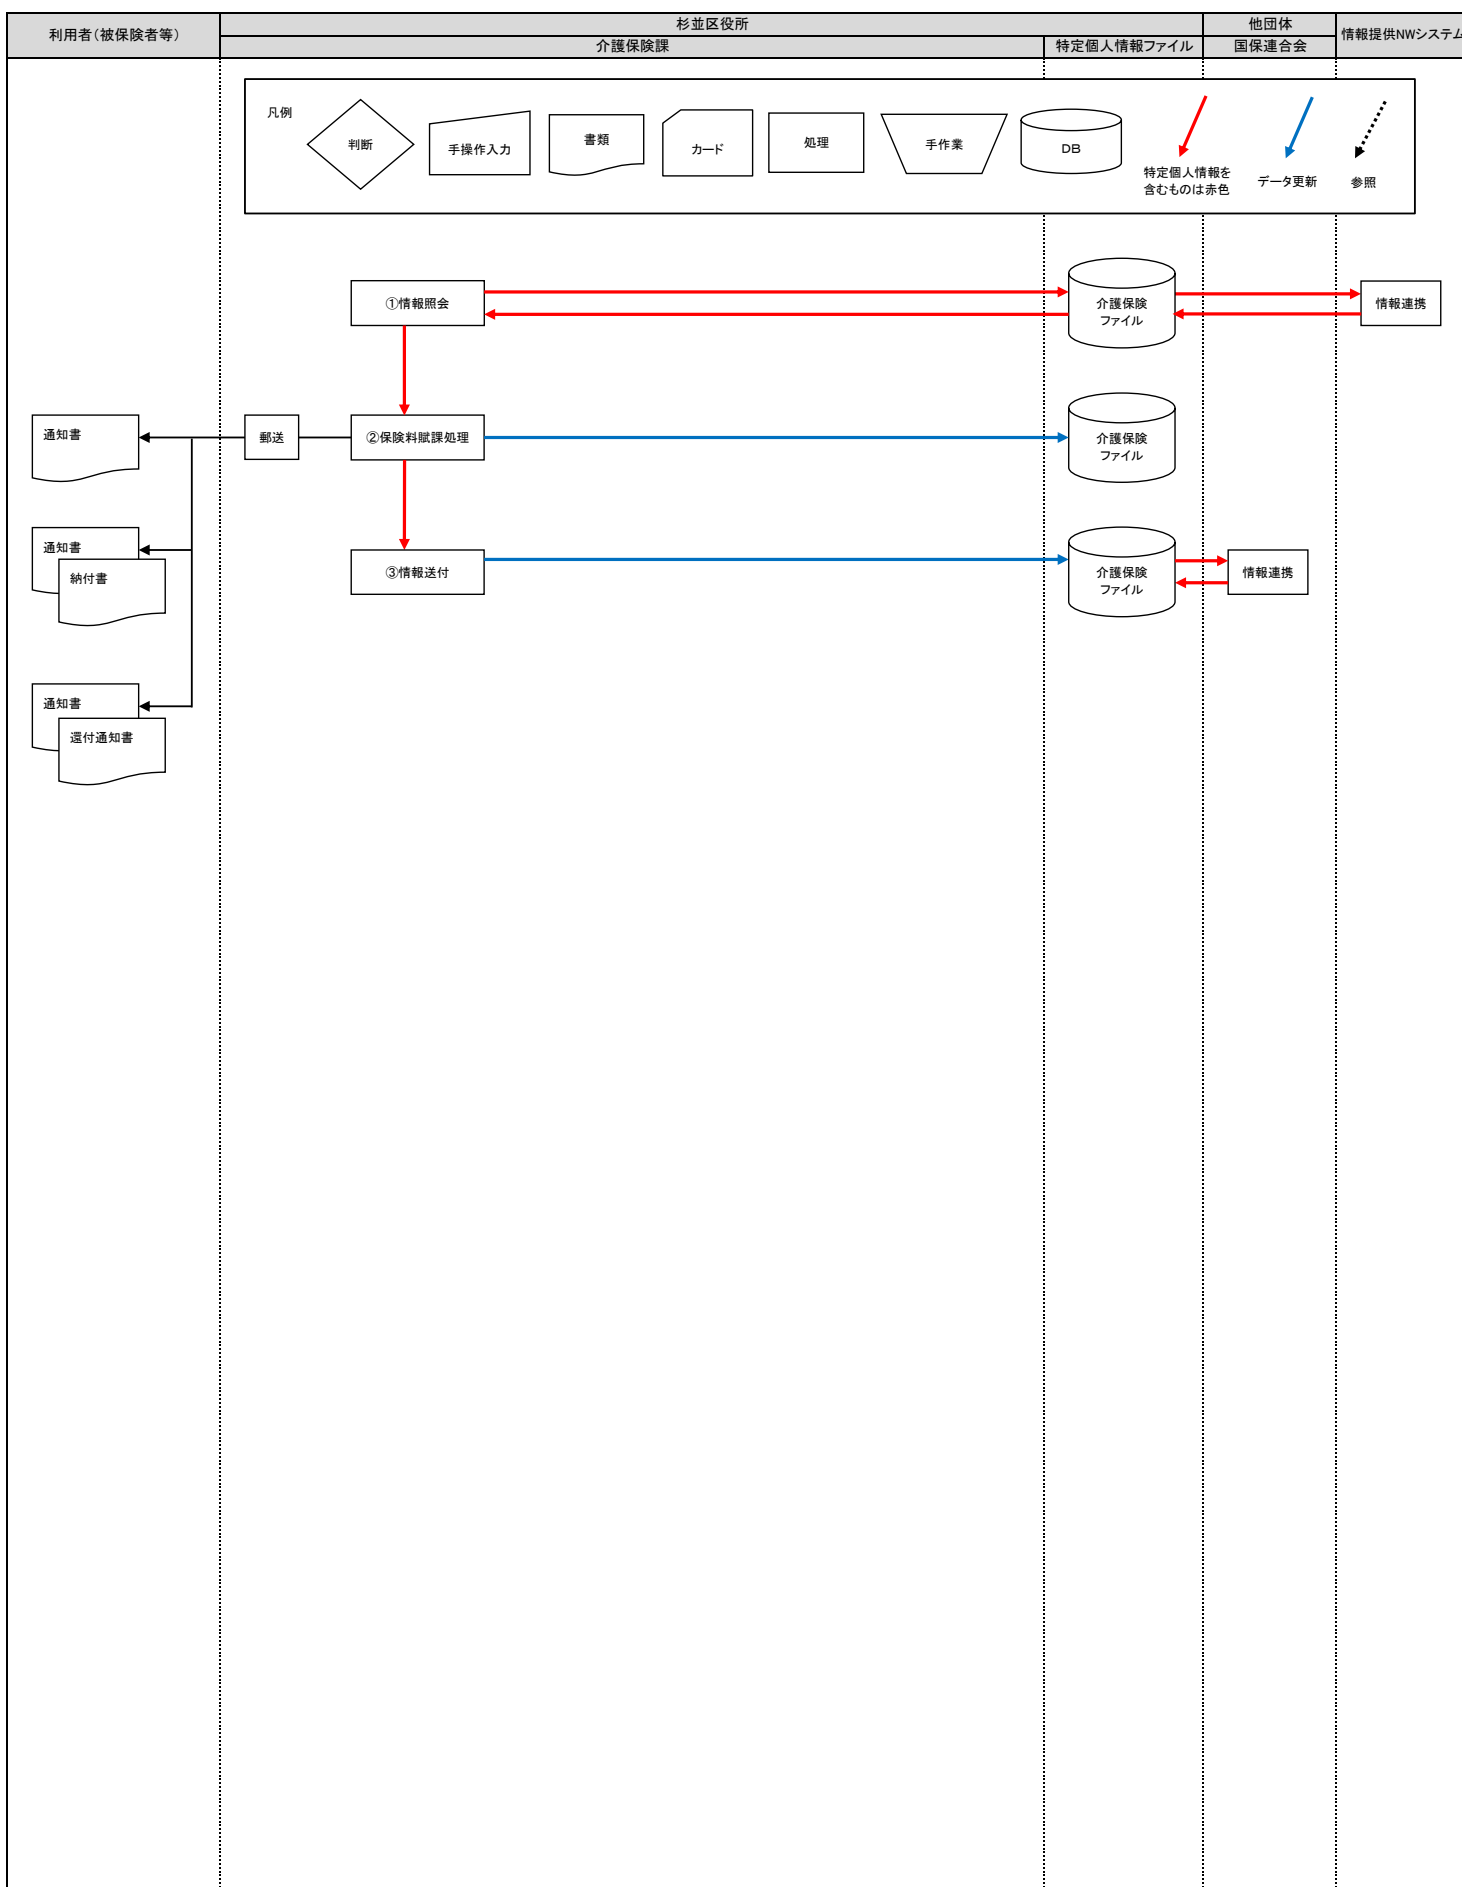 利用者（被保険者等）
杉並区役所
他団体
情報提供NWシステム
介護保険課
特定個人情報ファイル
国保連合会
凡例
判断
手操作入力
書類
カード
処理
手作業
DB
特定個人情報を
含むものは赤色
データ更新
参照
①情報照会
介護保険
ファイル
情報連携
通知書
郵送
②保険料賦課処理
介護保険
ファイル
通知書
納付書
③情報送付
介護保険
ファイル
情報連携
通知書
還付通知書